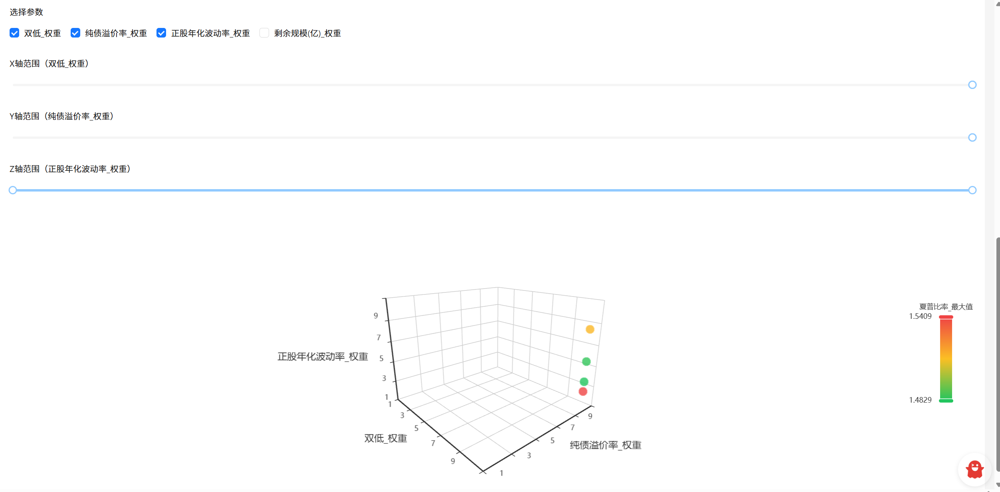 选择参数
双低_权重 纯债溢价率_权重 正股年化波动率_权重 剩余规模(亿)_权重
X轴范围（双低_权重）
Y轴范围（纯债溢价率_权重）
Z轴范围（正股年化波动率_权重）
夏普比率_最大值
1.5409
1.4829
9
7
5
3
1
正股年化波动率_权重
1
3
5
7
9
双低_权重
9
7
5
3
1
纯债溢价率_权重